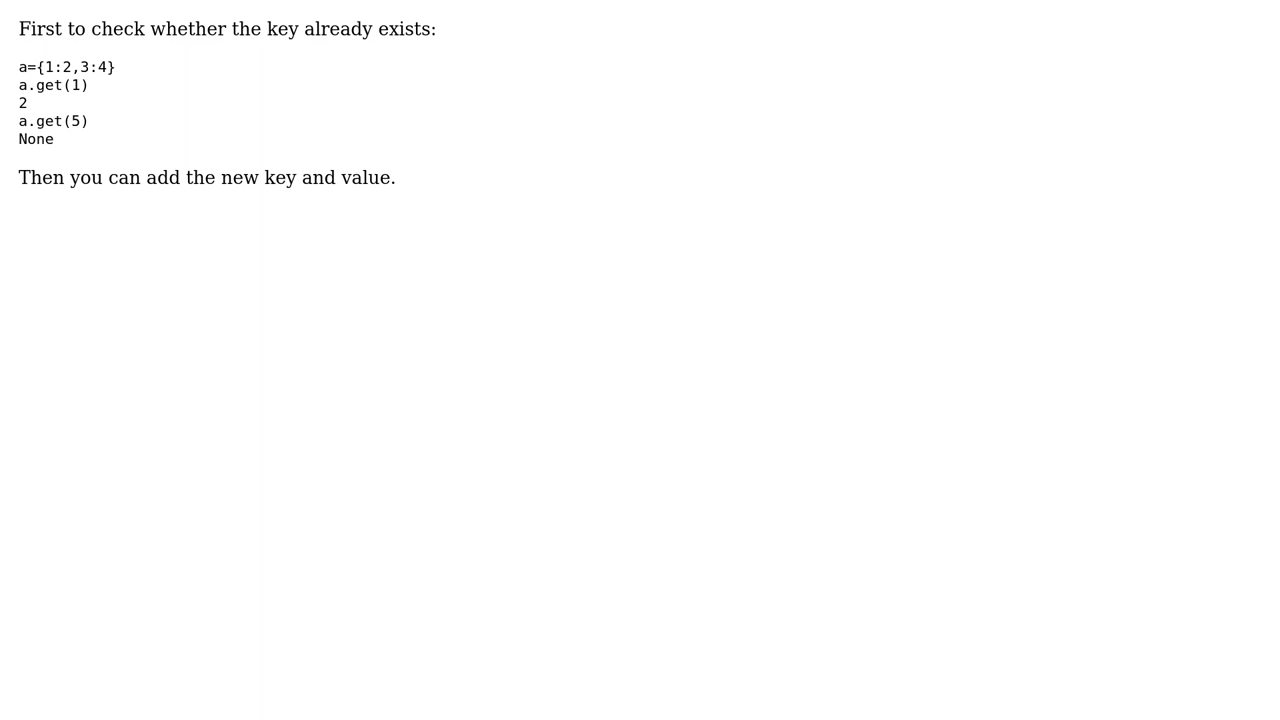 First to check whether the key already exists:
a={1:2,3:4}
a.get(1)
2
a.get(5)
None
Then you can add the new key and value.